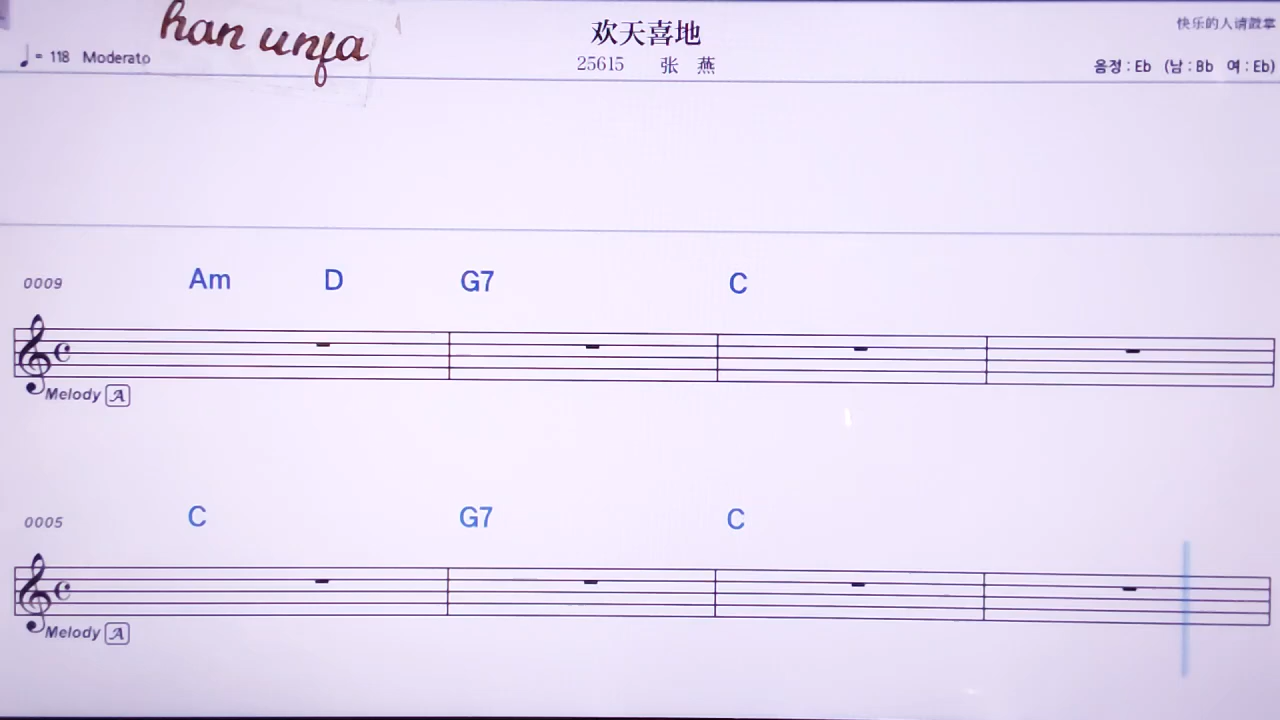 han unfa
欢天喜地
快乐的人请鼓掌
♩ = 118 Moderato
25615 张 燕
음정 : Eb (남 : Bb 여 : Eb)
0009 Am D G7 C
Melody A
0005 C G7 C
Melody A